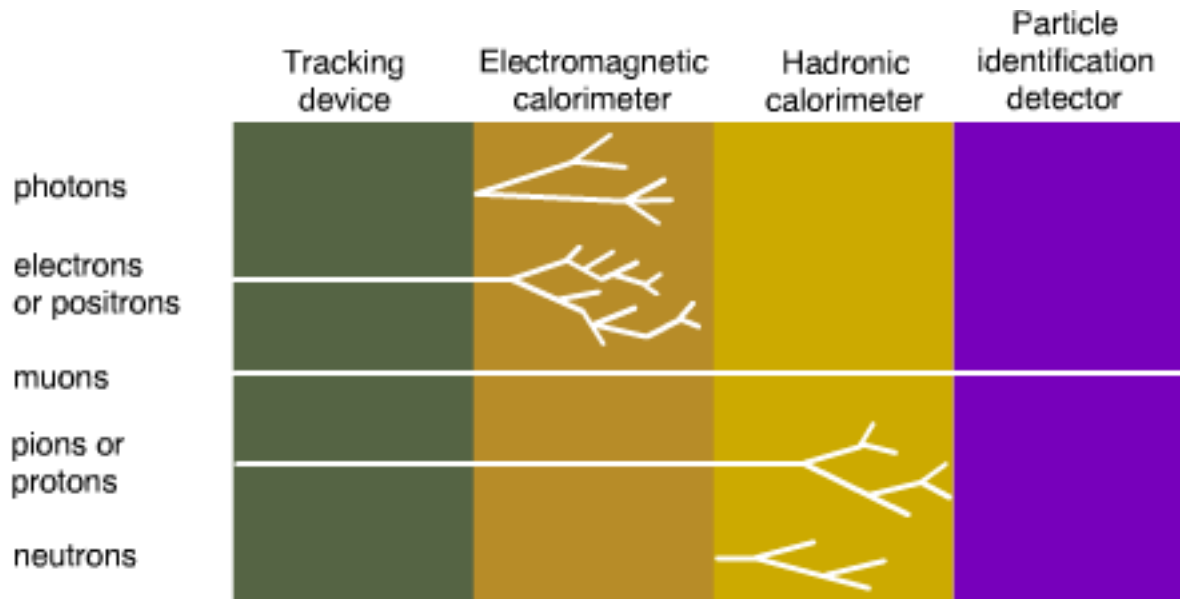 Tracking
device
Electromagnetic
calorimeter
Hadronic
calorimeter
Particle
identification
detector
photons
electrons
or positrons
muons
pions or
protons
neutrons